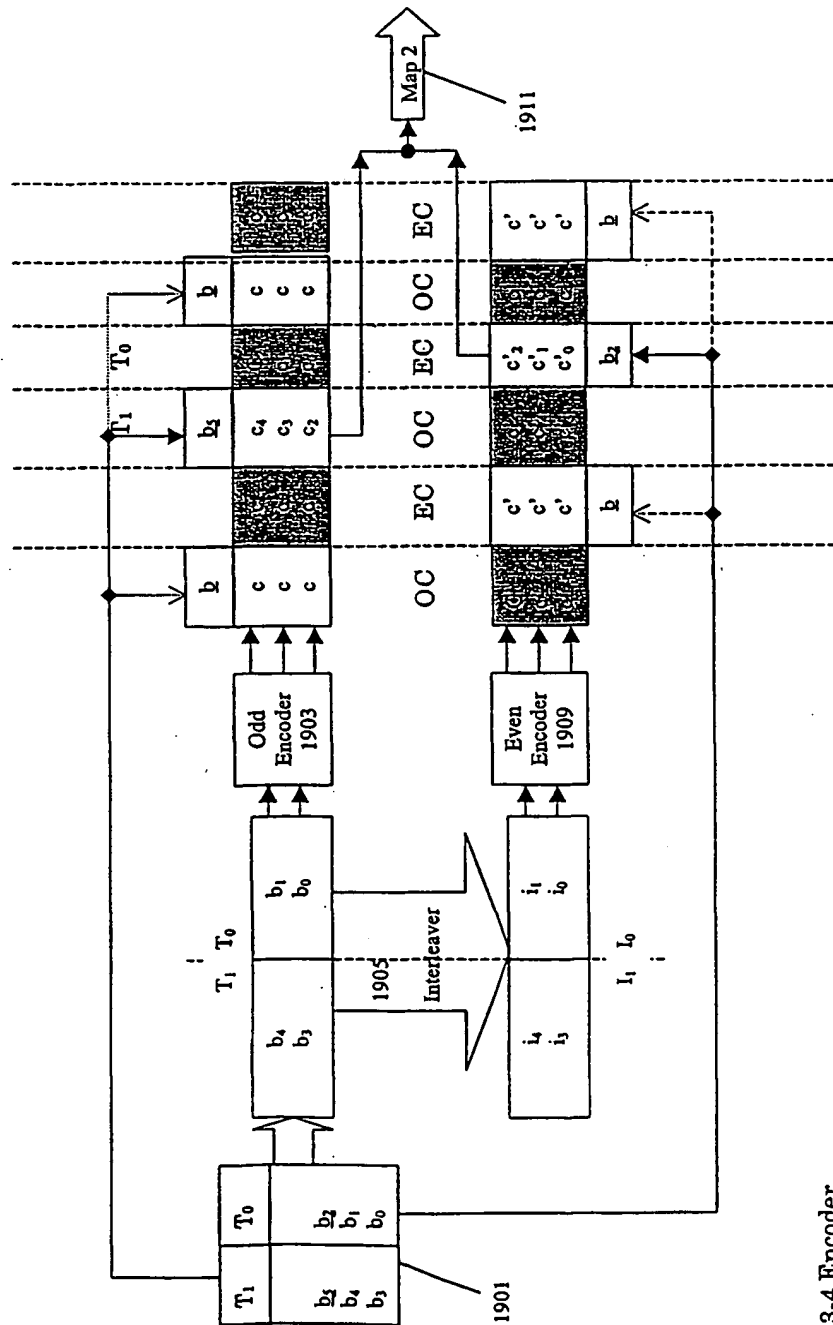 T1 T0
b5 b2
b4 b1
b3 b0
1901
T1 T0
b4 b1
b3 b0
1905
Interleaver
i4 i1
i3 i0
I1 I0
Odd
Encoder
1903
Even
Encoder
1909
T1 T0
b b5 b
c c4 c
c c3 c
c c2 c
OC EC OC EC OC EC
c' c'2 c'
c' c'1 c'
c' c'0 c'
b b2 b
Map 2
1911
3-4 Encoder